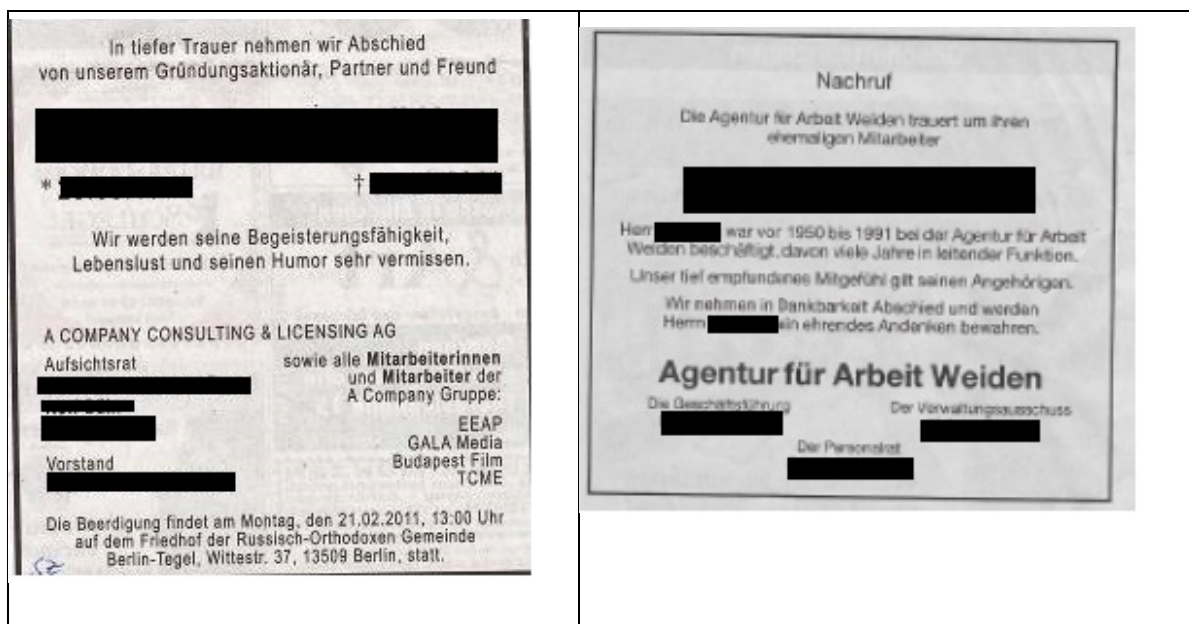 In tiefer Trauer nehmen wir Abschied
von unserem Gründungsaktionär, Partner und Freund
* †
Wir werden seine Begeisterungsfähigkeit,
Lebenslust und seinen Humor sehr vermissen.
A COMPANY CONSULTING & LICENSING AG
Aufsichtsrat
Vorstand
sowie alle Mitarbeiterinnen
und Mitarbeiter der
A Company Gruppe:
EEAP
GALA Media
Budapest Film
TCME
Die Beerdigung findet am Montag, den 21.02.2011, 13:00 Uhr
auf dem Friedhof der Russisch-Orthodoxen Gemeinde
Berlin-Tegel, Wittestr. 37, 13509 Berlin, statt.
SZ
Nachruf
Die Agentur für Arbeit Weiden trauert um ihren
ehemaligen Mitarbeiter
Herr war von 1950 bis 1991 bei der Agentur für Arbeit
Weiden beschäftigt, davon viele Jahre in leitender Funktion.
Unser tief empfundenes Mitgefühl gilt seinen Angehörigen.
Wir nehmen in Dankbarkeit Abschied und werden
Herrn ein ehrendes Andenken bewahren.
Agentur für Arbeit Weiden
Die Geschäftsführung
Der Verwaltungsausschuss
Der Personalrat